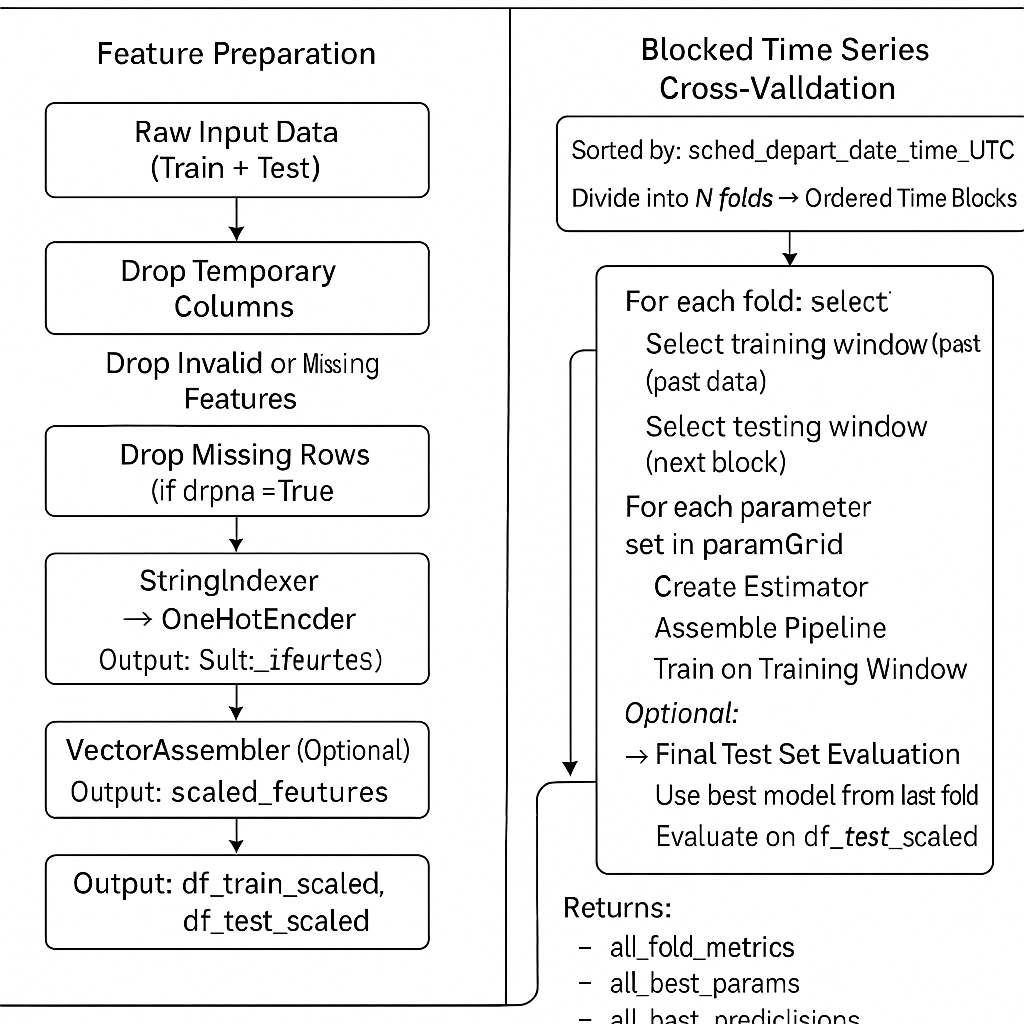 Feature Preparation
Raw Input Data
(Train + Test)
Drop Temporary
Columns
Drop Invalid or Missing
Features
Drop Missing Rows
(if drpna =True
StringIndexer
→ OneHotEncder
Output: Sult:_ifeurtes)
VectorAssembler (Optional)
Output: scaled_feutures
Output: df_train_scaled,
df_test_scaled
Blocked Time Series
Cross-Valldation
Sorted by: sched_depart_date_time_UTC
Divide into N folds → Ordered Time Blocks
For each fold: select
Select training window (past
(past data)
Select testing window
(next block)
For each parameter
set in paramGrid
Create Estimator
Assemble Pipeline
Train on Training Window
Optional:
→ Final Test Set Evaluation
Use best model from last fold
Evaluate on df_test_scaled
Returns:
– all_fold_metrics
– all_best_params
– all_bast_prediclisions